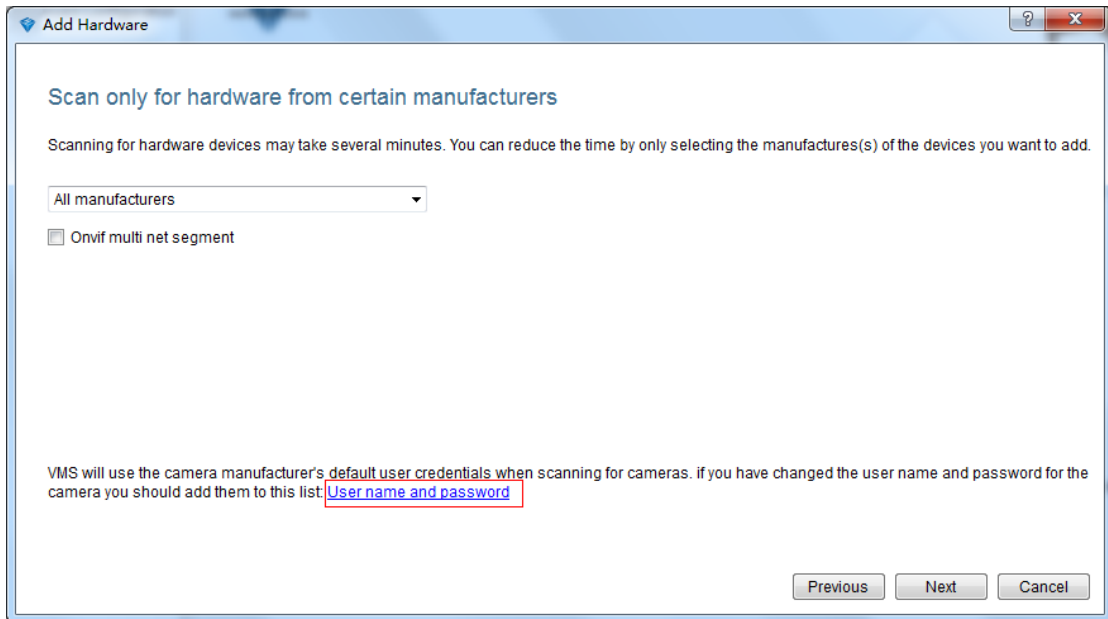 Add Hardware
Scan only for hardware from certain manufacturers
Scanning for hardware devices may take several minutes. You can reduce the time by only selecting the manufactures(s) of the devices you want to add.
All manufacturers
Onvif multi net segment
VMS will use the camera manufacturer's default user credentials when scanning for cameras. if you have changed the user name and password for the
camera you should add them to this list: User name and password
Previous Next Cancel